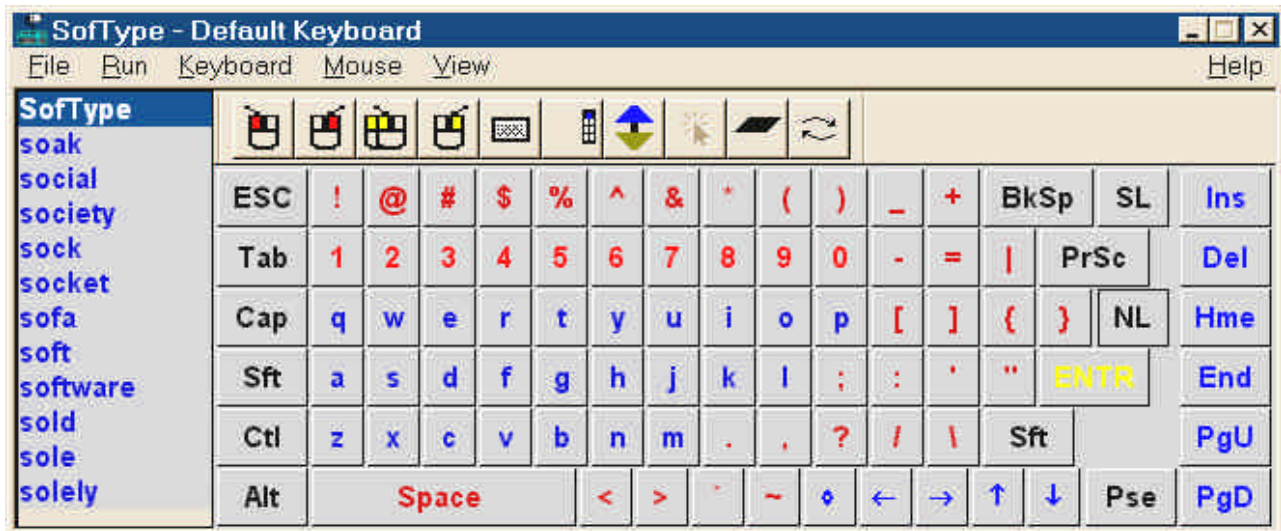 SofType - Default Keyboard
File Run Keyboard Mouse View Help
SofType
soak
social
society
sock
socket
sofa
soft
software
sold
sole
solely
ESC ! @ # $ % ^ & * ( ) _ + BkSp SL Ins
Tab 1 2 3 4 5 6 7 8 9 0 - = | PrSc Del
Cap q w e r t y u i o p [ ] { } NL Hme
Sft a s d f g h j k l ; : ' " ENTR End
Ctl z x c v b n m . , ? / \ Sft PgU
Alt Space < > ` ~ ◊ ← → ↑ ↓ Pse PgD